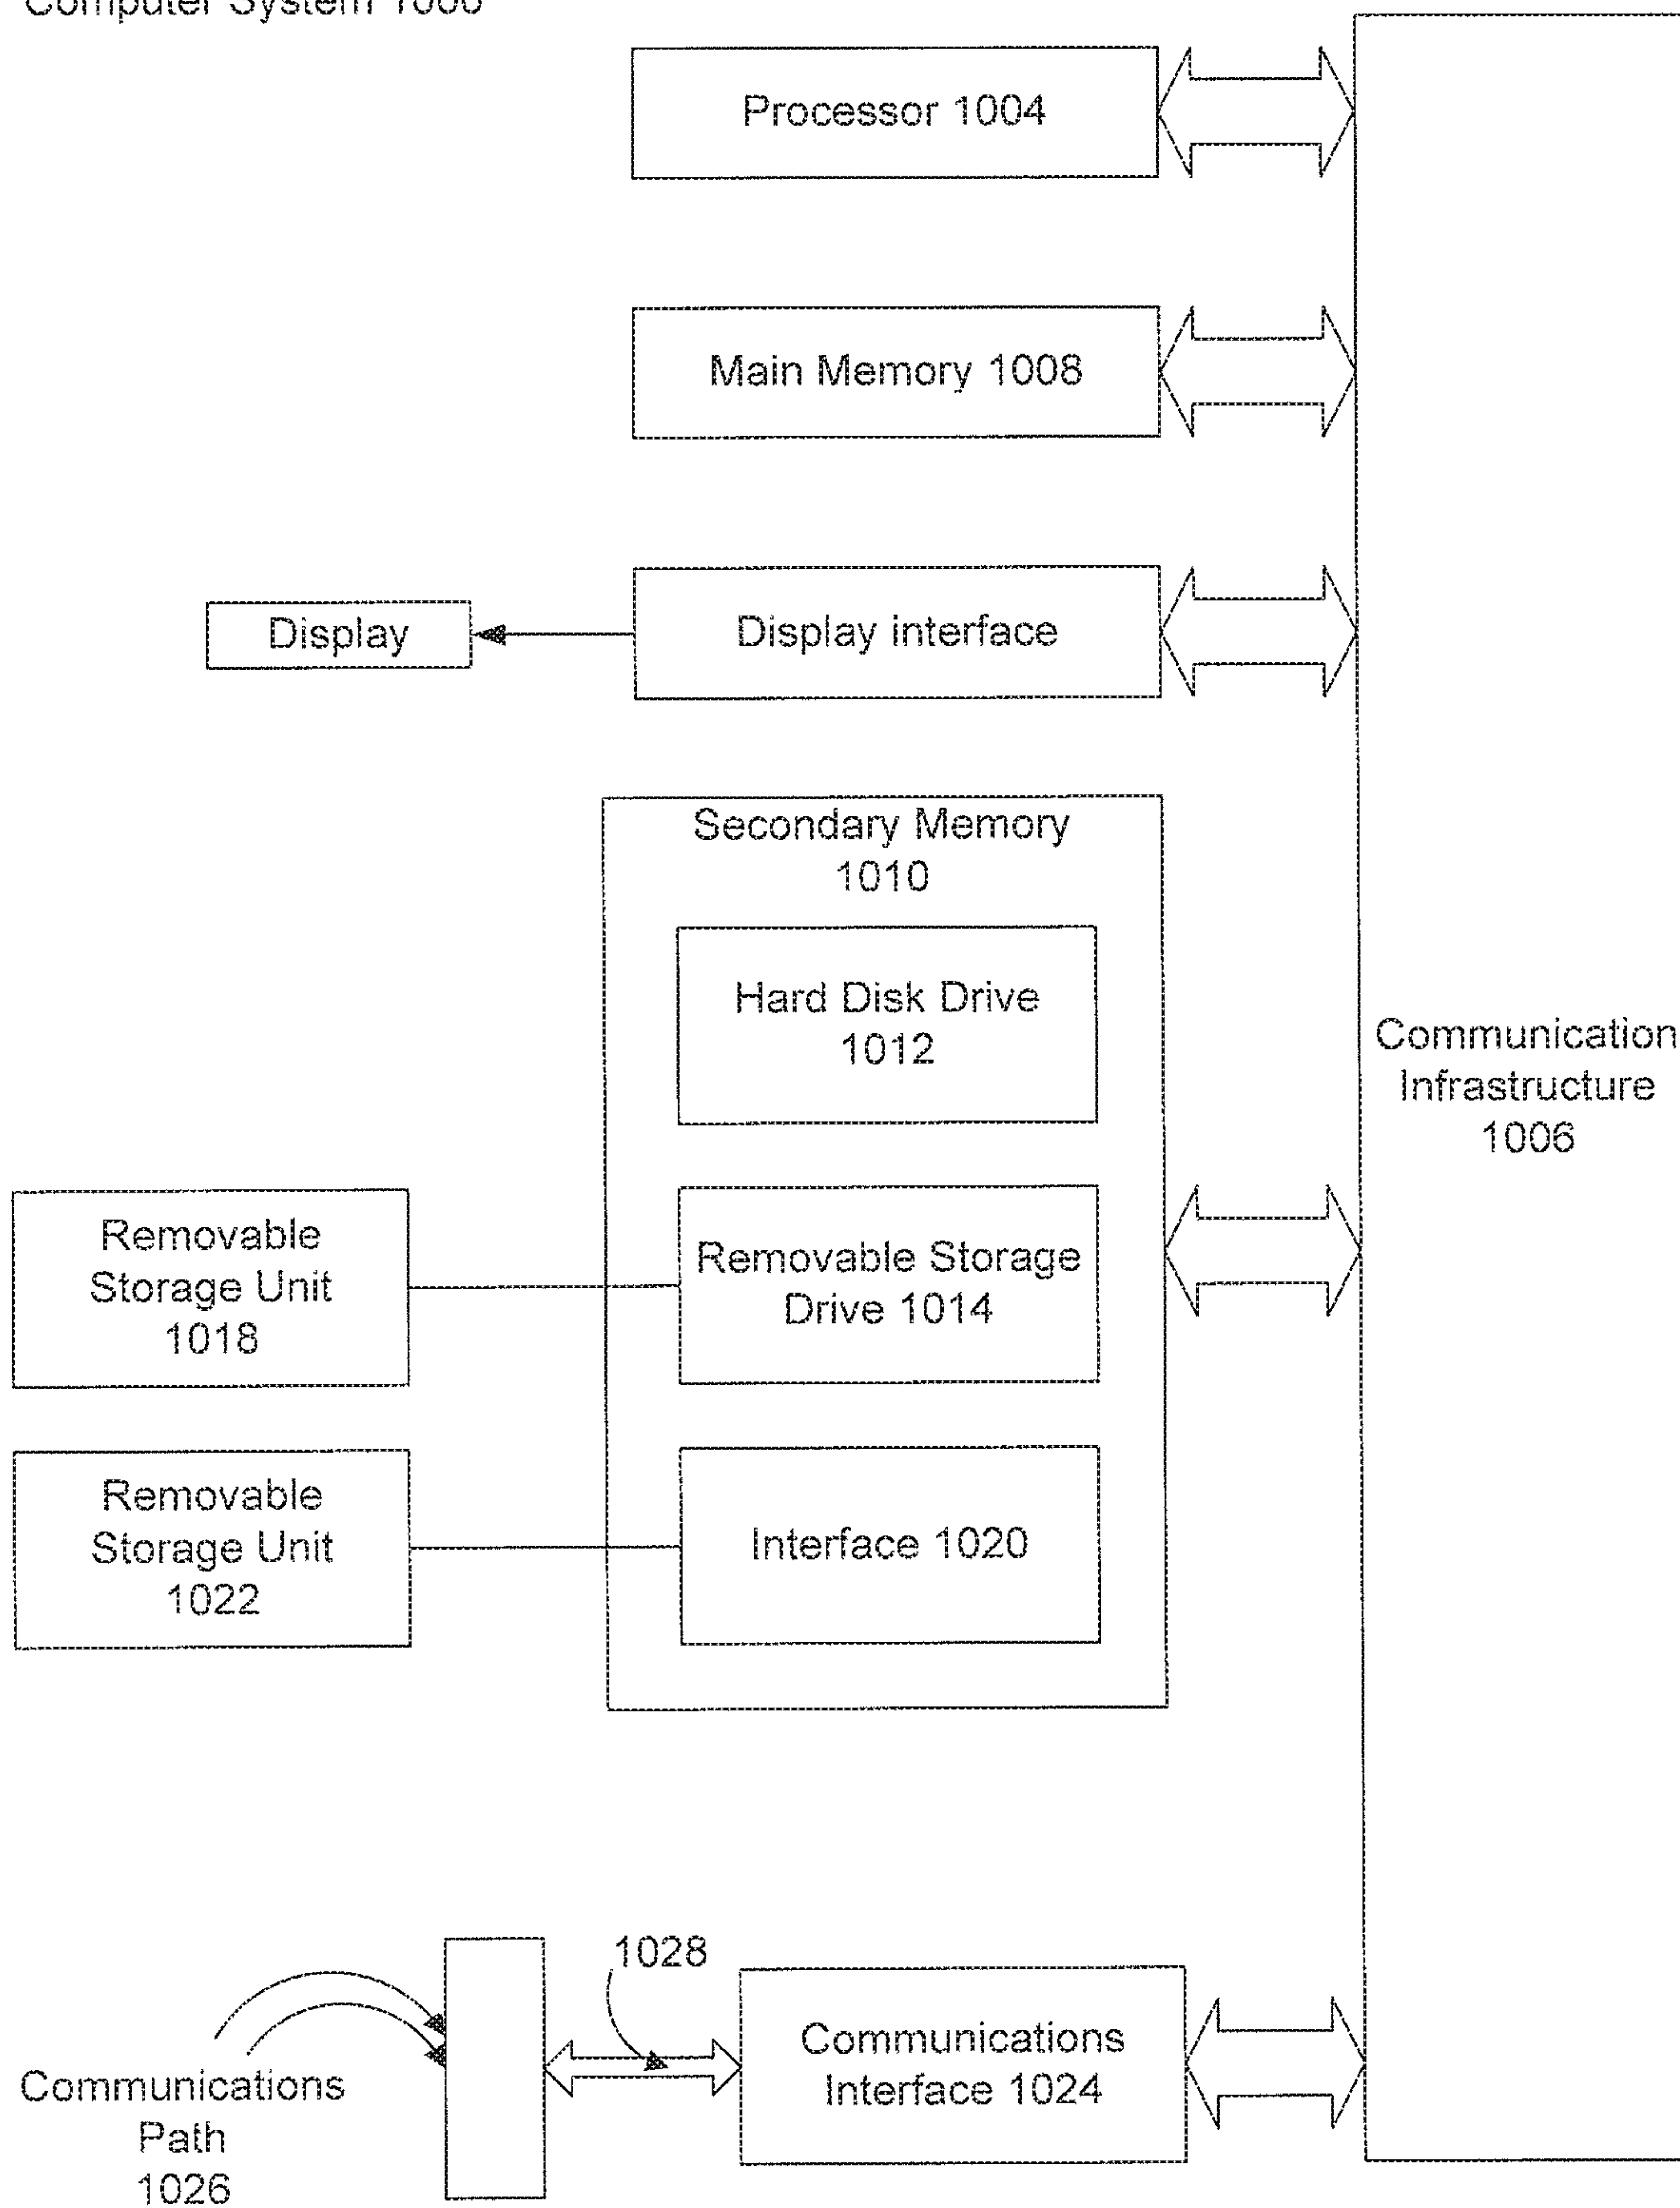 Computer System
Processor 1004
Main Memory 1008
Display
Display interface
Secondary Memory
1010
Hard Disk Drive
1012
Communication
Infrastructure
1006
Removable
Storage Unit
1018
Removable Storage
Drive 1014
Removable
Storage Unit
1022
Interface 1020
1028
Communications
Interface 1024
Communications
Path
1026